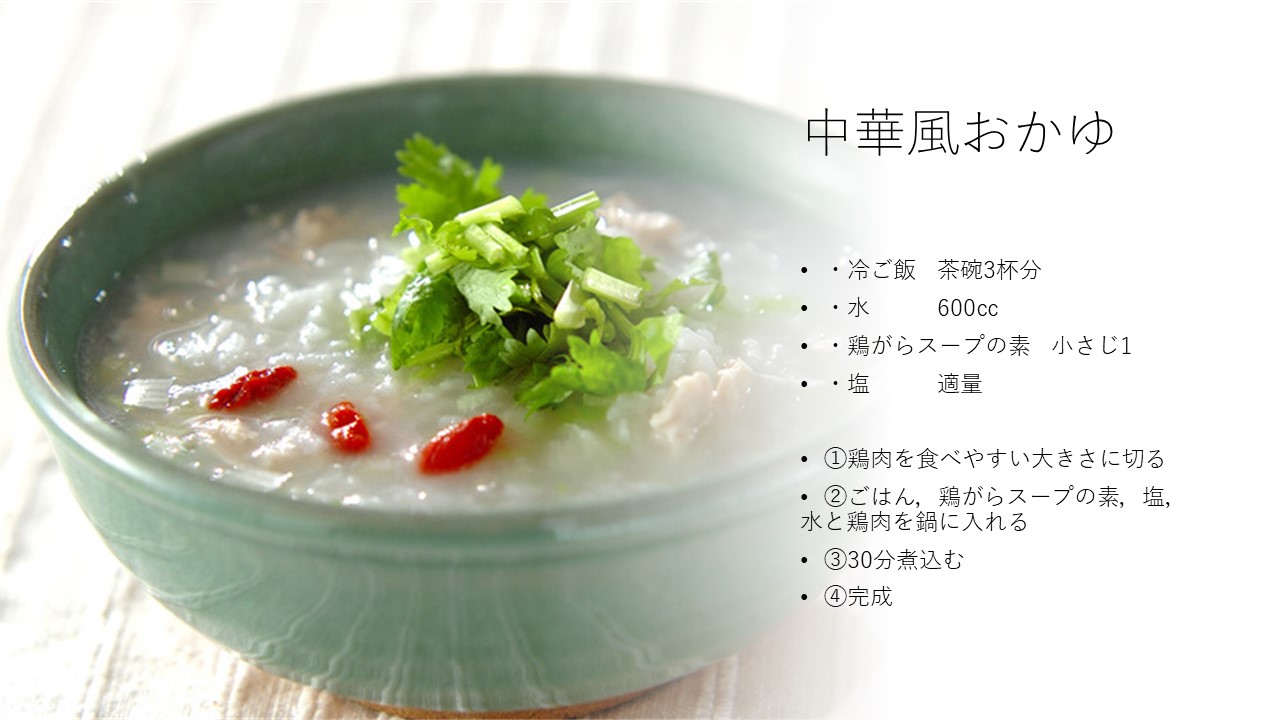 中華風おかゆ
• ・冷ご飯　茶碗3杯分
• ・水　　　600cc
• ・鶏がらスープの素　小さじ1
• ・塩　　　適量
• ①鶏肉を食べやすい大きさに切る
• ②ごはん，鶏がらスープの素，塩，
水と鶏肉を鍋に入れる
• ③30分煮込む
• ④完成